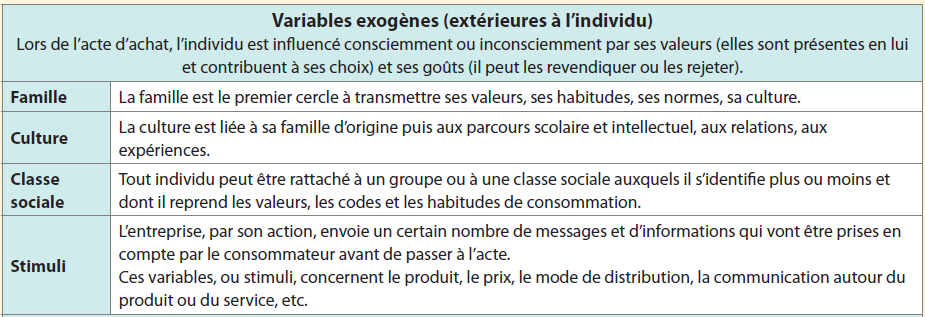 Variables exogènes (extérieures à l’individu)
Lors de l’acte d’achat, l’individu est influencé consciemment ou inconsciemment par ses valeurs (elles sont présentes en lui
et contribuent à ses choix) et ses goûts (il peut les revendiquer ou les rejeter).
Famille
La famille est le premier cercle à transmettre ses valeurs, ses habitudes, ses normes, sa culture.
Culture
La culture est liée à sa famille d’origine puis aux parcours scolaire et intellectuel, aux relations, aux
expériences.
Classe
sociale
Tout individu peut être rattaché à un groupe ou à une classe sociale auxquels il s’identifie plus ou moins et
dont il reprend les valeurs, les codes et les habitudes de consommation.
Stimuli
L’entreprise, par son action, envoie un certain nombre de messages et d’informations qui vont être prises en
compte par le consommateur avant de passer à l’acte.
Ces variables, ou stimuli, concernent le produit, le prix, le mode de distribution, la communication autour du
produit ou du service, etc.